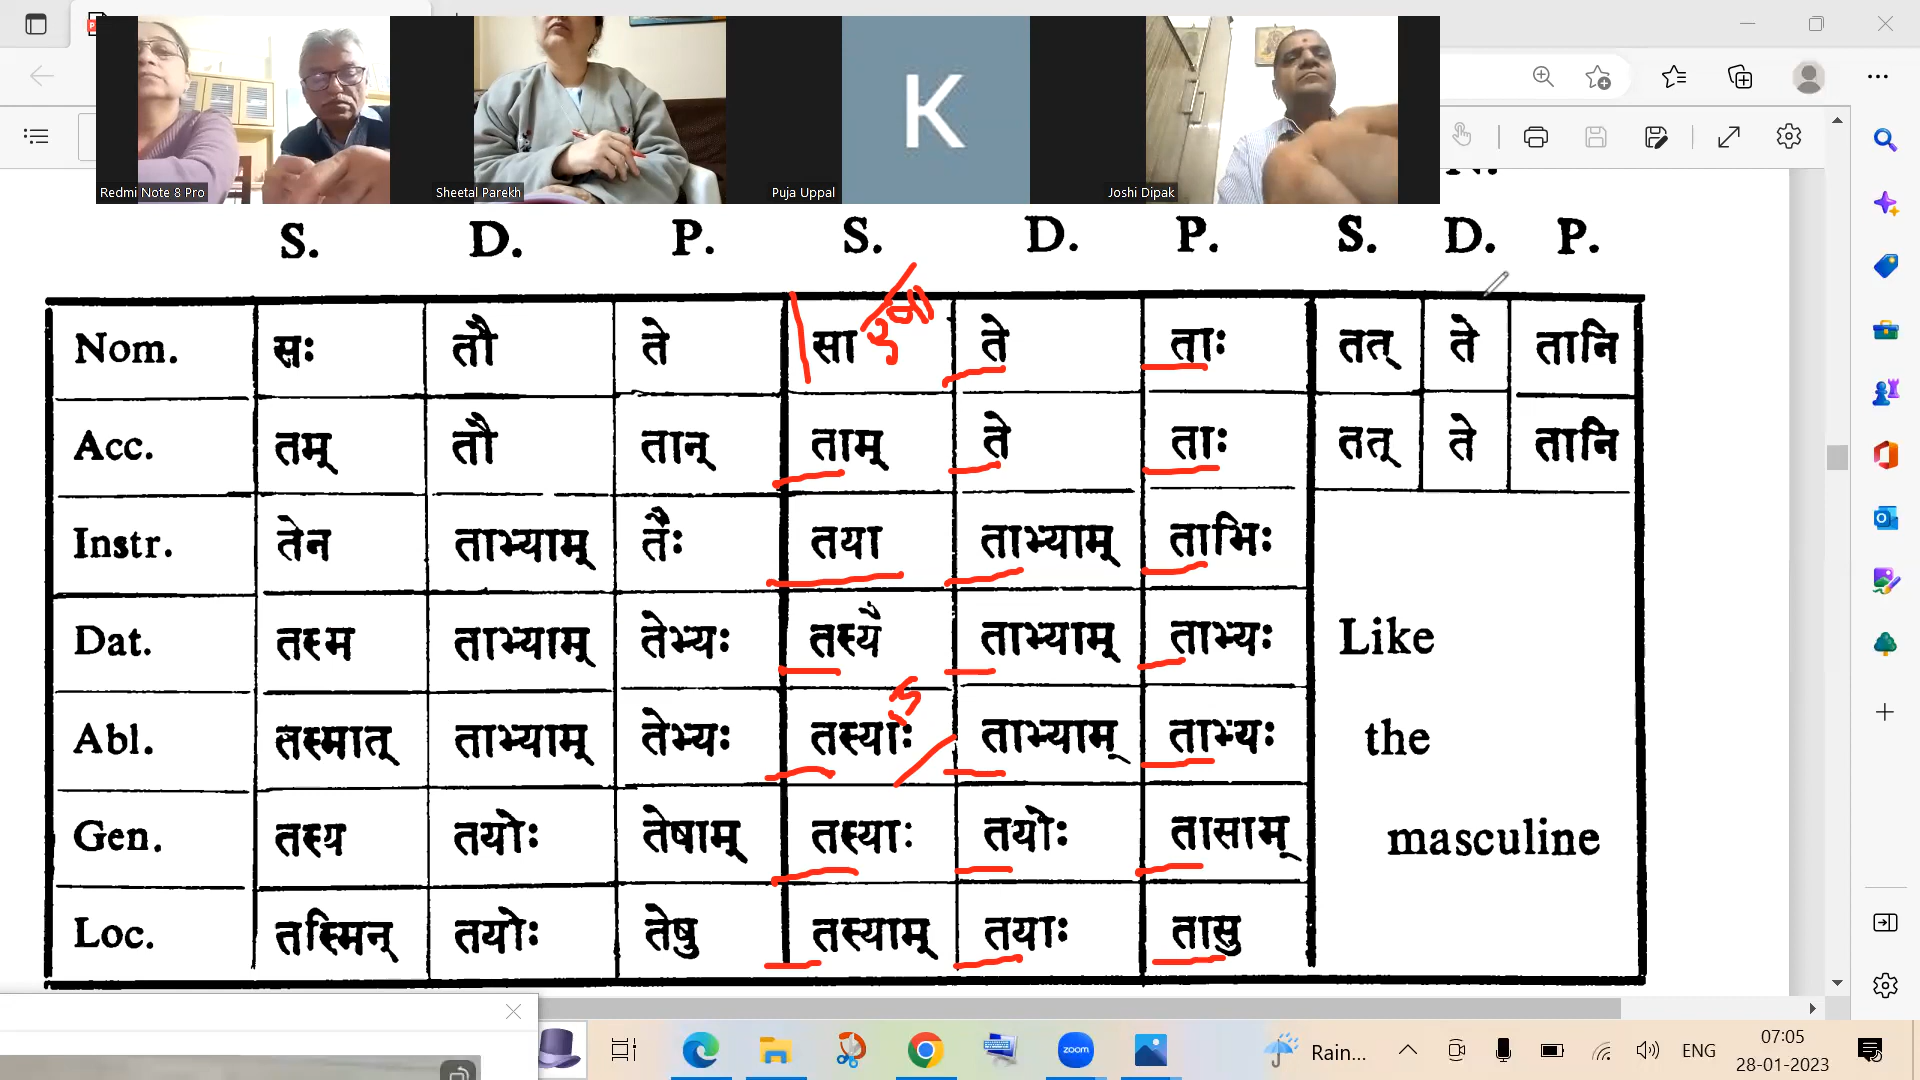 Redmi Note 8 Pro
Sheetal Parekh
K
Puja Uppal
Joshi Dipak
S. D. P. S. D. P. S. D. P.
Nom. सः तौ ते सा ते ताः तत् ते तानि
Acc. तम् तौ तान् ताम् ते ताः तत् ते तानि
Instr. तेन ताभ्याम् तैः तया ताभ्याम् ताभिः
Dat. तस्म ताभ्याम् तेभ्यः तस्यै ताभ्याम् ताभ्यः Like
Abl. तस्मात् ताभ्याम् तेभ्यः तस्याः ताभ्याम् ताभ्यः the
Gen. तस्य तयोः तेषाम् तस्याः तयोः तासाम् masculine
Loc. तस्मिन् तयोः तेषु तस्याम् तयाः तासु
zoom
Rain...
ENG
07:05
28-01-2023